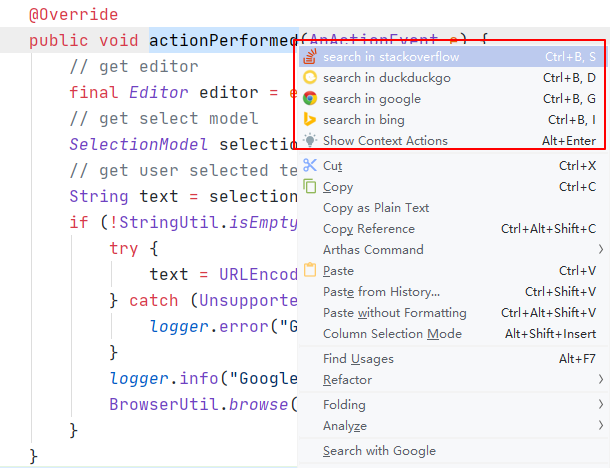 @Override
public void actionPerformed(AnActionEvent e) {
// get editor
final Editor editor = e
// get select model
SelectionModel selection
// get user selected te
String text = selection
if (!StringUtil.isEmpty
try {
text = URLEncod
} catch (Unsupporte
logger.error("G
}
logger.info("Google
BrowserUtil.browse(
}
}
search in stackoverflow Ctrl+B, S
search in duckduckgo Ctrl+B, D
search in google Ctrl+B, G
search in bing Ctrl+B, I
Show Context Actions Alt+Enter
Cut Ctrl+X
Copy Ctrl+C
Copy as Plain Text
Copy Reference Ctrl+Alt+Shift+C
Arthas Command
Paste Ctrl+V
Paste from History... Ctrl+Shift+V
Paste without Formatting Ctrl+Alt+Shift+V
Column Selection Mode Alt+Shift+Insert
Find Usages Alt+F7
Refactor
Folding
Analyze
Search with Google